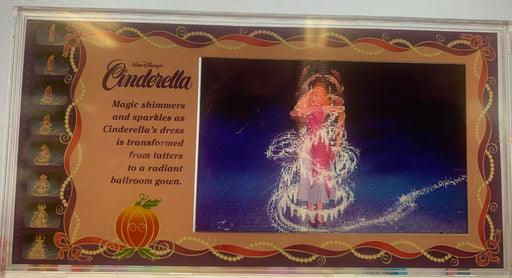 Walt Disney's
Cinderella
Magic shimmers
and sparkles as
Cinderella's dress
is transformed
from tatters
to a radiant
ballroom gown.